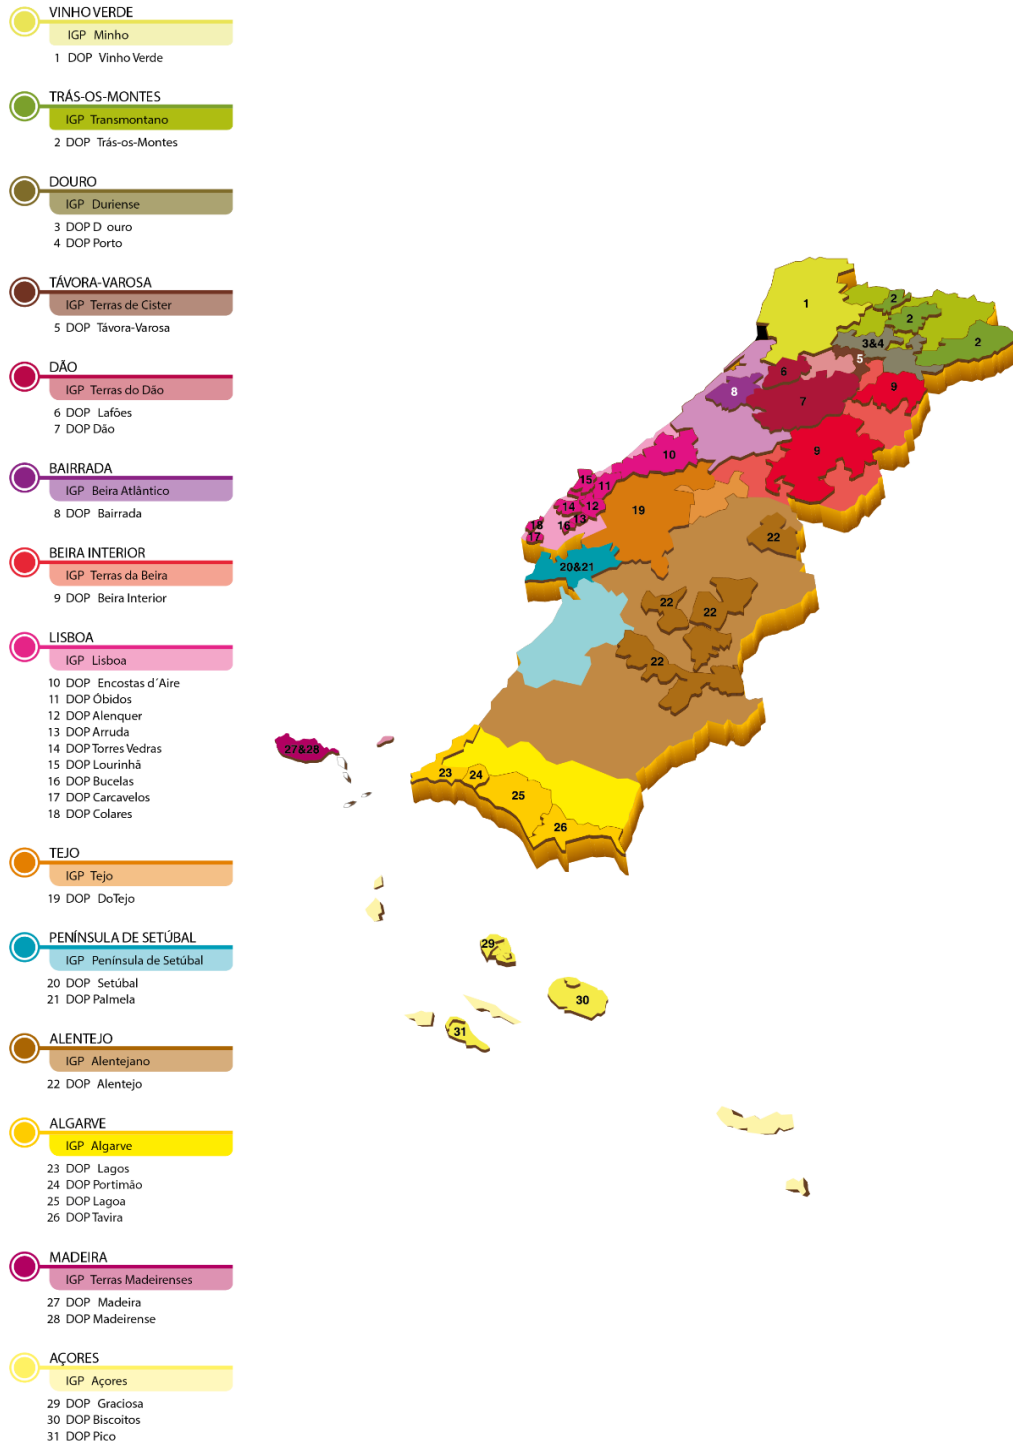 VINHO VERDE
IGP Minho
1 DOP Vinho Verde
TRÁS-OS-MONTES
IGP Transmontano
2 DOP Trás-os-Montes
DOURO
IGP Duriense
3 DOP D ouro
4 DOP Porto
TÁVORA-VAROSA
IGP Terras de Cister
5 DOP Távora-Varosa
DÃO
IGP Terras do Dão
6 DOP Lafões
7 DOP Dão
BAIRRADA
IGP Beira Atlântico
8 DOP Bairrada
BEIRA INTERIOR
IGP Terras da Beira
9 DOP Beira Interior
LISBOA
IGP Lisboa
10 DOP Encostas d´Aire
11 DOP Óbidos
12 DOP Alenquer
13 DOP Arruda
14 DOP Torres Vedras
15 DOP Lourinhã
16 DOP Bucelas
17 DOP Carcavelos
18 DOP Colares
TEJO
IGP Tejo
19 DOP DoTejo
PENÍNSULA DE SETÚBAL
IGP Península de Setúbal
20 DOP Setúbal
21 DOP Palmela
ALENTEJO
IGP Alentejano
22 DOP Alentejo
ALGARVE
IGP Algarve
23 DOP Lagos
24 DOP Portimão
25 DOP Lagoa
26 DOP Tavira
MADEIRA
IGP Terras Madeirenses
27 DOP Madeira
28 DOP Madeirense
AÇORES
IGP Açores
29 DOP Graciosa
30 DOP Biscoitos
31 DOP Pico
1
2
2
3&4
2
5
6
9
8
7
9
10
15
11
14
12
13
16
18
17
19
22
20&21
22
22
22
27&28
23
24
25
26
29
30
31